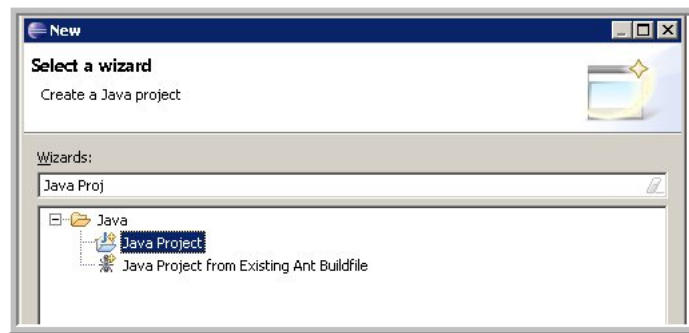 New
Select a wizard
Create a Java project
Wizards:
Java Proj
Java
Java Project
Java Project from Existing Ant Buildfile